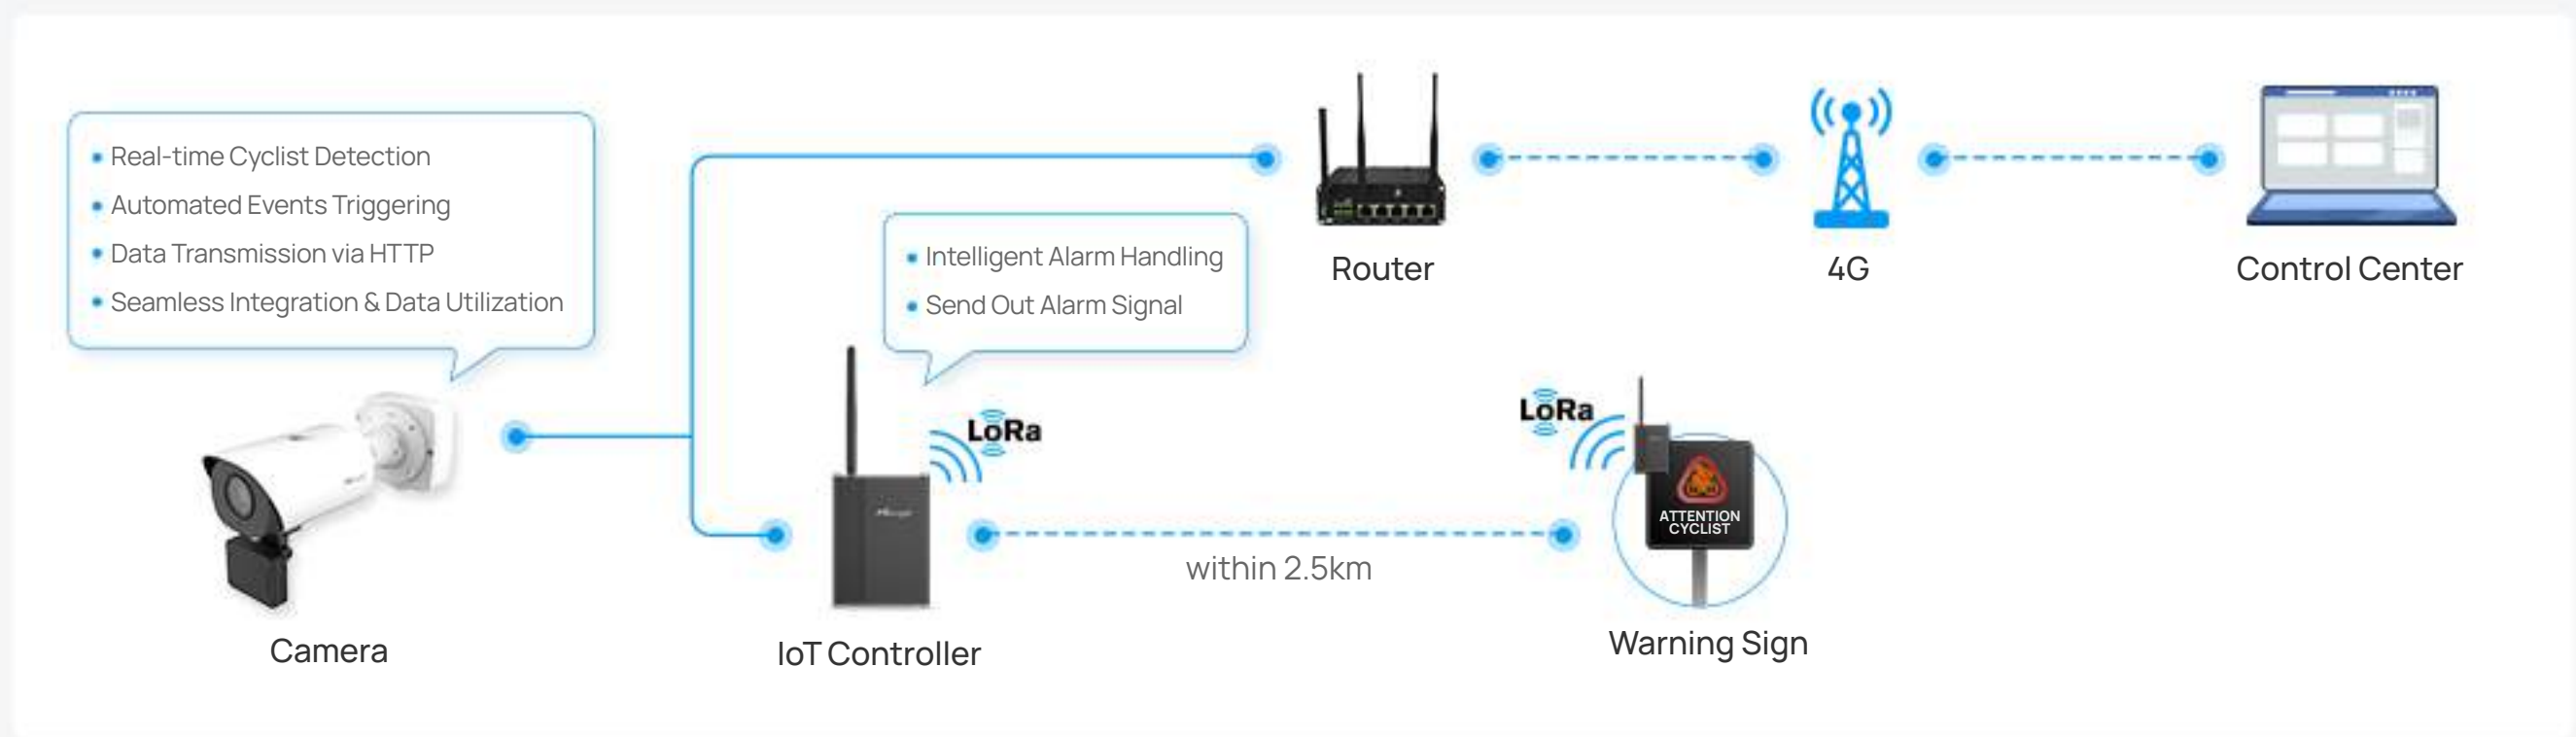 Real-time Cyclist Detection
Automated Events Triggering
Data Transmission via HTTP
Seamless Integration & Data Utilization
Intelligent Alarm Handling
Send Out Alarm Signal
Router
4G
Control Center
LoRa
LoRa
ATTENTION
CYCLIST
within 2.5km
Camera
IoT Controller
Warning Sign